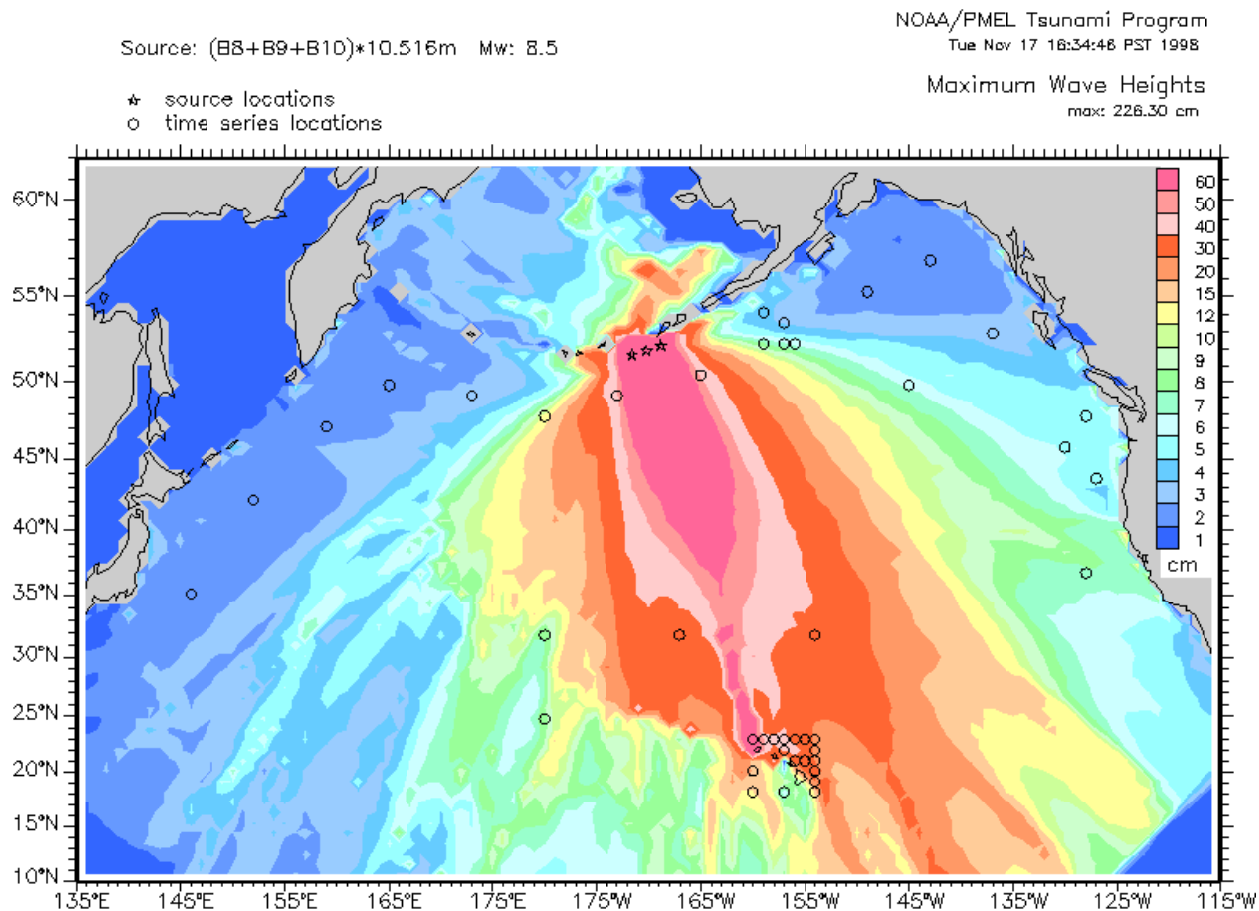 NOAA/PMEL Tsunami Program
Tue Nov 17 16:34:46 PST 1998
Source: (B8+B9+B10)*10.516m Mw: 8.5
Maximum Wave Heights
max: 226.30 cm
source locations
time series locations
60°N
55°N
50°N
45°N
40°N
35°N
30°N
25°N
20°N
15°N
10°N
60
50
40
30
20
15
12
10
9
8
7
6
5
4
3
2
1
cm
135°E 145°E 155°E 165°E 175°E 175°W 165°W 155°W 145°W 135°W 125°W 115°W